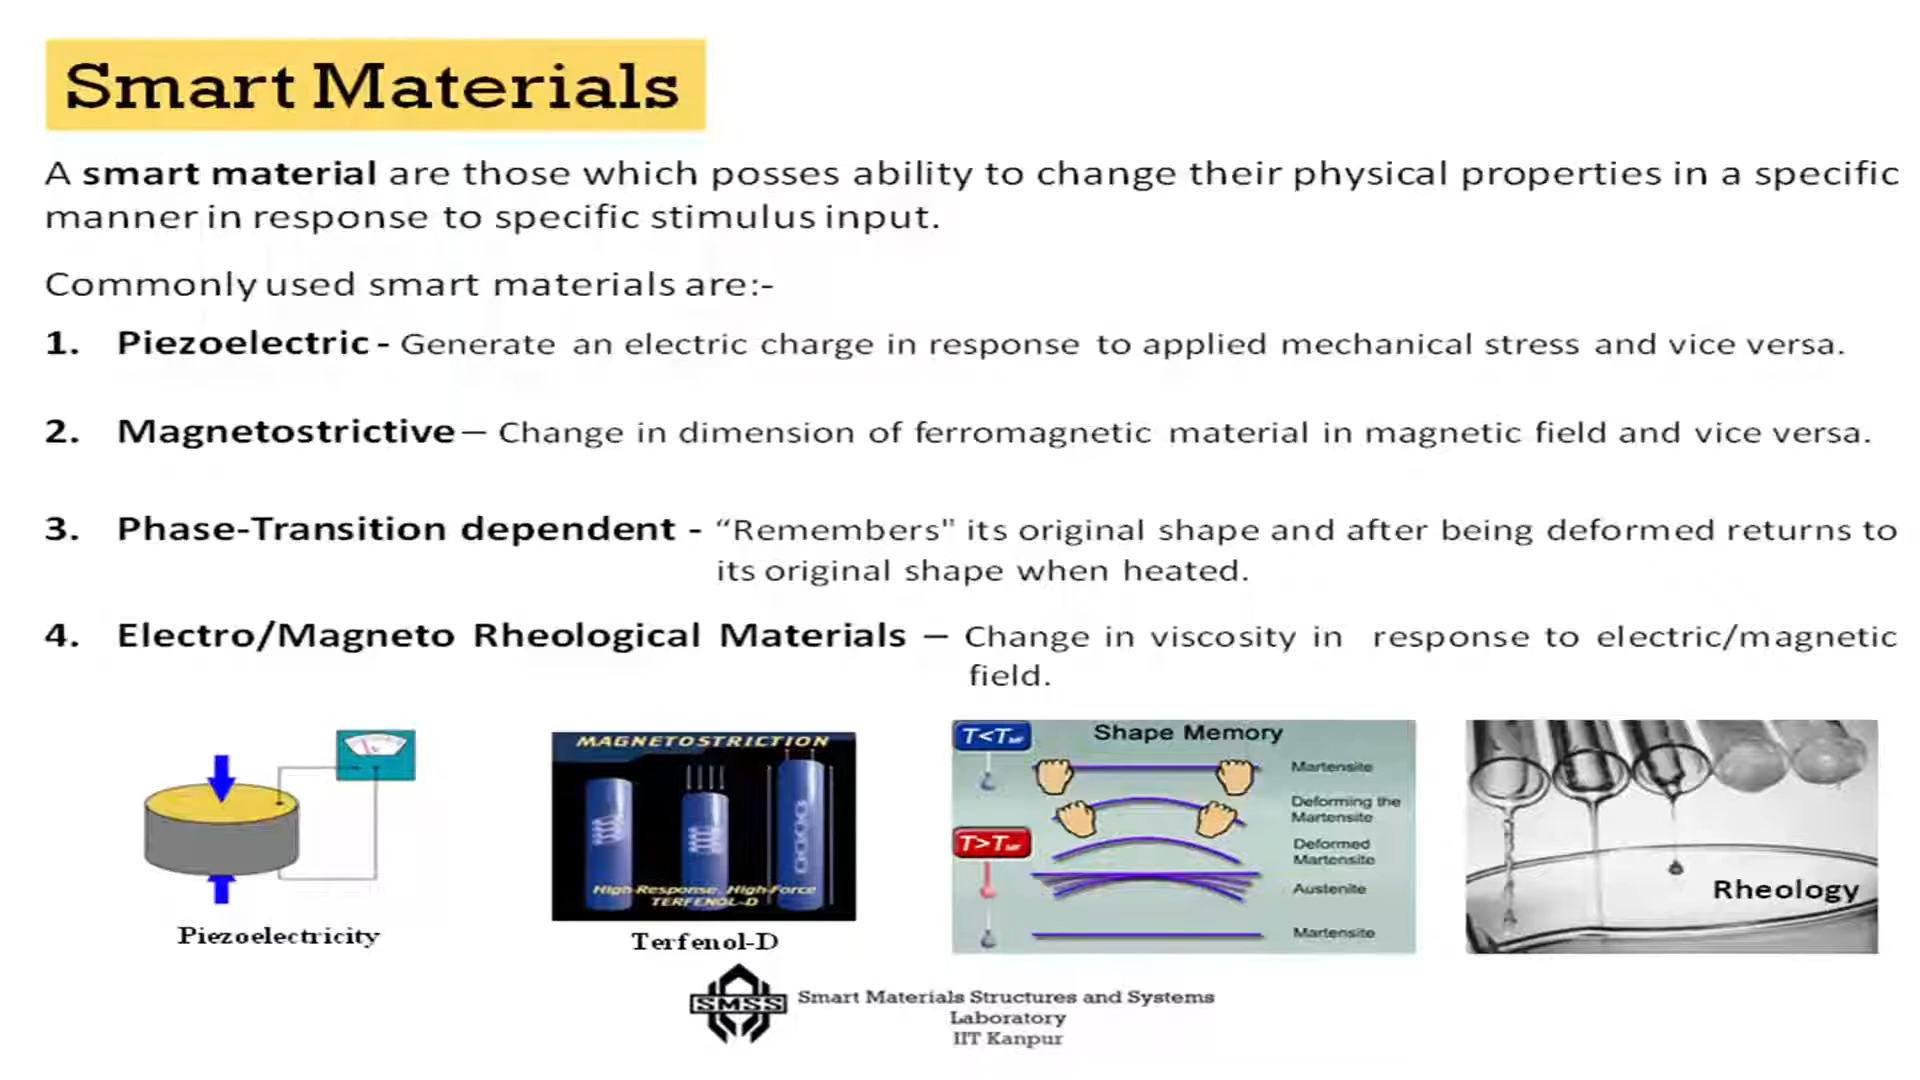 Smart Materials
A smart material are those which posses ability to change their physical properties in a specific
manner in response to specific stimulus input.
Commonly used smart materials are:-
1. Piezoelectric - Generate an electric charge in response to applied mechanical stress and vice versa.
2. Magnetostrictive – Change in dimension of ferromagnetic material in magnetic field and vice versa.
3. Phase-Transition dependent - “Remembers" its original shape and after being deformed returns to
its original shape when heated.
4. Electro/Magneto Rheological Materials – Change in viscosity in response to electric/magnetic
field.
Piezoelectricity
MAGNETOSTRICTION
High-Response, High-Force
TERFENOL-D
Terfenol-D
Shape Memory
Martensite
Deforming the
Martensite
Deformed
Martensite
Austenite
Martensite
Rheology
SMSS
Smart Materials Structures and Systems
Laboratory
IIT Kanpur